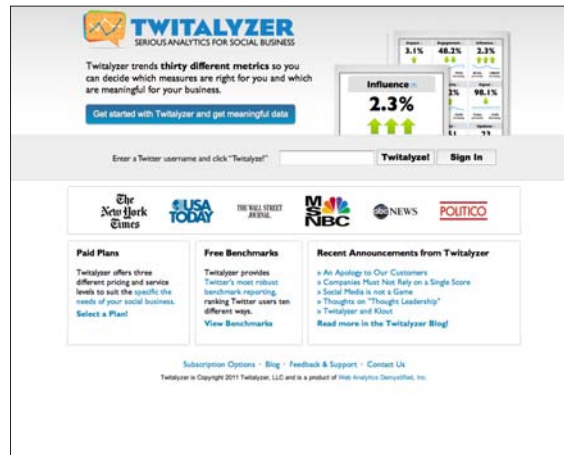 TWITALYZER
SERIOUS ANALYTICS FOR SOCIAL BUSINESS
Twitalyzer trends thirty different metrics so you
can decide which measures are right for you and which
are meaningful for your business.
Get started with Twitalyzer and get meaningful data
3.1%
48.2%
2.3%
Influence
2.3%
98.1%
Enter a Twitter username and click "Twitalyze!"
Twitalyze!
Sign In
The New York Times
USA TODAY
THE WALL STREET JOURNAL
MSNBC
abc NEWS
POLITICO
Paid Plans
Twitalyzer offers three
different pricing and service
levels to suit the specific the
needs of your social business.
Select a Plan!
Free Benchmarks
Twitalyzer provides
Twitter's most robust
benchmark reporting,
ranking Twitter users ten
different ways.
View Benchmarks
Recent Announcements from Twitalyzer
» An Apology to Our Customers
» Companies Must Not Rely on a Single Score
» Social Media is not a Game
» Thoughts on "Thought Leadership"
» Twitalyzer and Klout
Read more in the Twitalyzer Blog!
Subscription Options · Blog · Feedback & Support · Contact Us
Twitalyzer is Copyright 2011 Twitalyzer, LLC and is a product of Web Analytics Demystified, Inc.